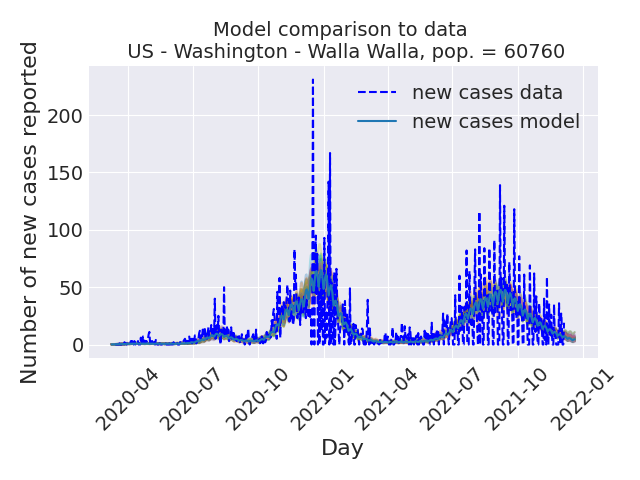 Model comparison to data
US - Washington - Walla Walla, pop. = 60760
Number of new cases reported
200
150
100
50
0
new cases data
new cases model
2020-04
2020-07
2020-10
2021-01
2021-04
2021-07
2021-10
2022-01
Day